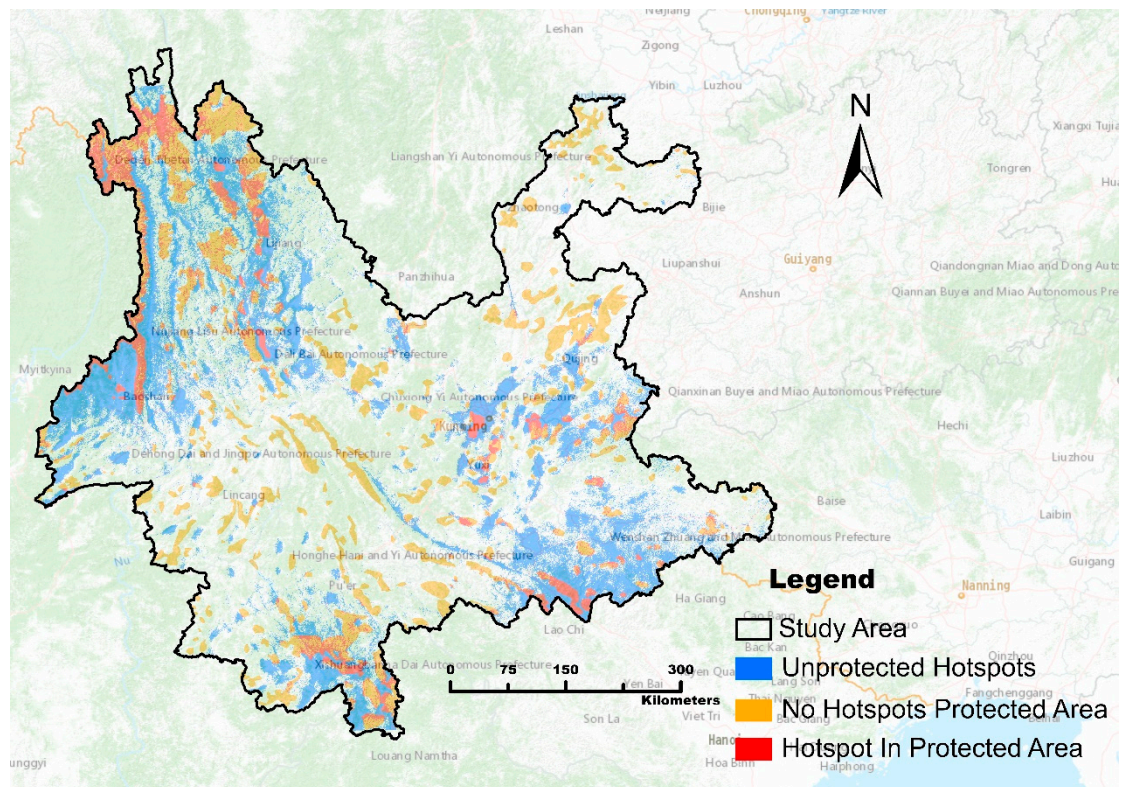 Neijiang
Chongqing
Yangtze River
Leshan
Zigong
Yibin
Luzhou
Xiangxi Tujia
N
Deqen Tibetan Autonomous Prefecture
Liangshan Yi Autonomous Prefecture
Tongren
Zhaotong
Bijie
Lijiang
Liupanshui
Guiyang
Qiandongnan Miao and Dong Auto
Panzhihua
Anshun
Qiannan Buyei and Miao Autonomous Pre
Nujiang Lisu Autonomous Prefecture
Dali Bai Autonomous Prefecture
Qujing
Myitkyina
Baoshan
Chuxiong Yi Autonomous Prefecture
Qianxinan Buyei and Miao Autonomous Prefecture
Kunming
Hechi
Dehong Dai and Jingpo Autonomous Prefecture
Yuxi
Liuzhou
Lincang
Baise
Laibin
Wenshan Zhuang and Miao Autonomous Prefecture
Honghe Hani and Yi Autonomous Prefecture
Nu
Guigang
Pu'er
Legend
Nanning
Ha Giang
Cao Bang
Lao Chi
Study Area
Bac Kan
Qinzhou
Xishuangbanna Dai Autonomous Prefecture
0 75 150 300
Kilometers
Unprotected Hotspots
Yen Bai
Lang Son
Thai Nguyen
Fangchenggang
Son La
Viet Tri
No Hotspots Protected Area
Bac Giang
Beihai
Louang Namtha
Hotspot In Protected Area
Hoa Binh
Haiphong
unggyi